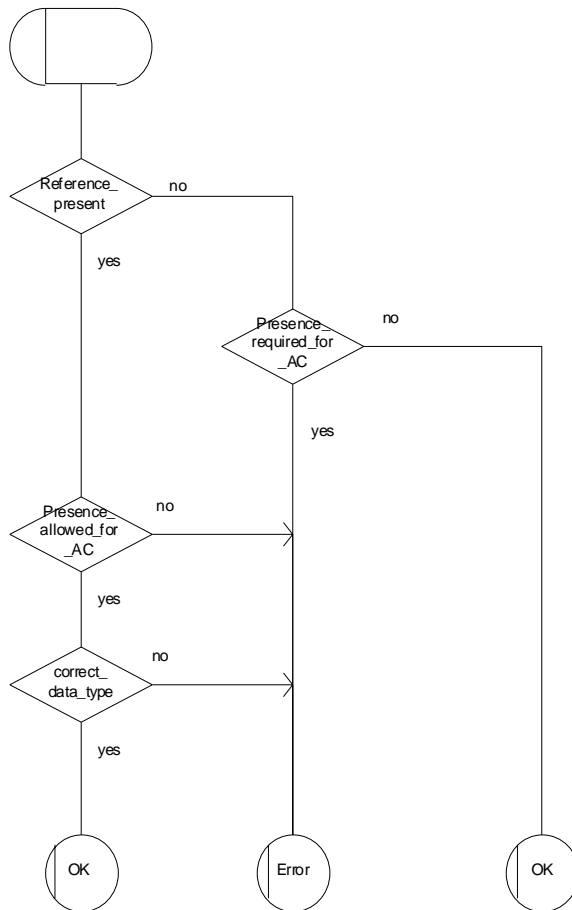 Reference_
present
no
yes
Presence_
required_for
_AC
no
yes
Presence_
allowed_for
_AC
no
yes
correct_
data_type
no
yes
OK
Error
OK